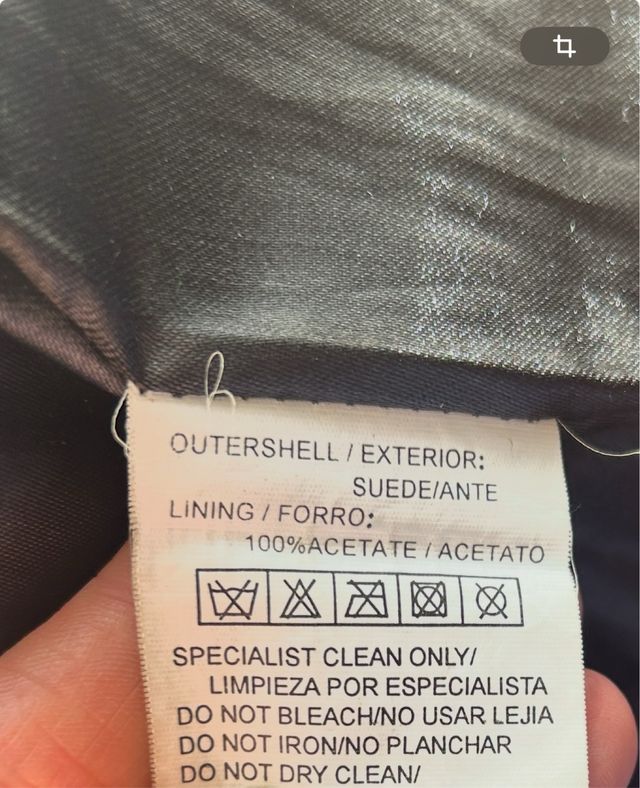 OUTERSHELL / EXTERIOR:
SUEDE/ANTE
LINING / FORRO:
100%ACETATE / ACETATO
SPECIALIST CLEAN ONLY/
LIMPIEZA POR ESPECIALISTA
DO NOT BLEACH/NO USAR LEJIA
DO NOT IRON/NO PLANCHAR
DO NOT DRY CLEAN/